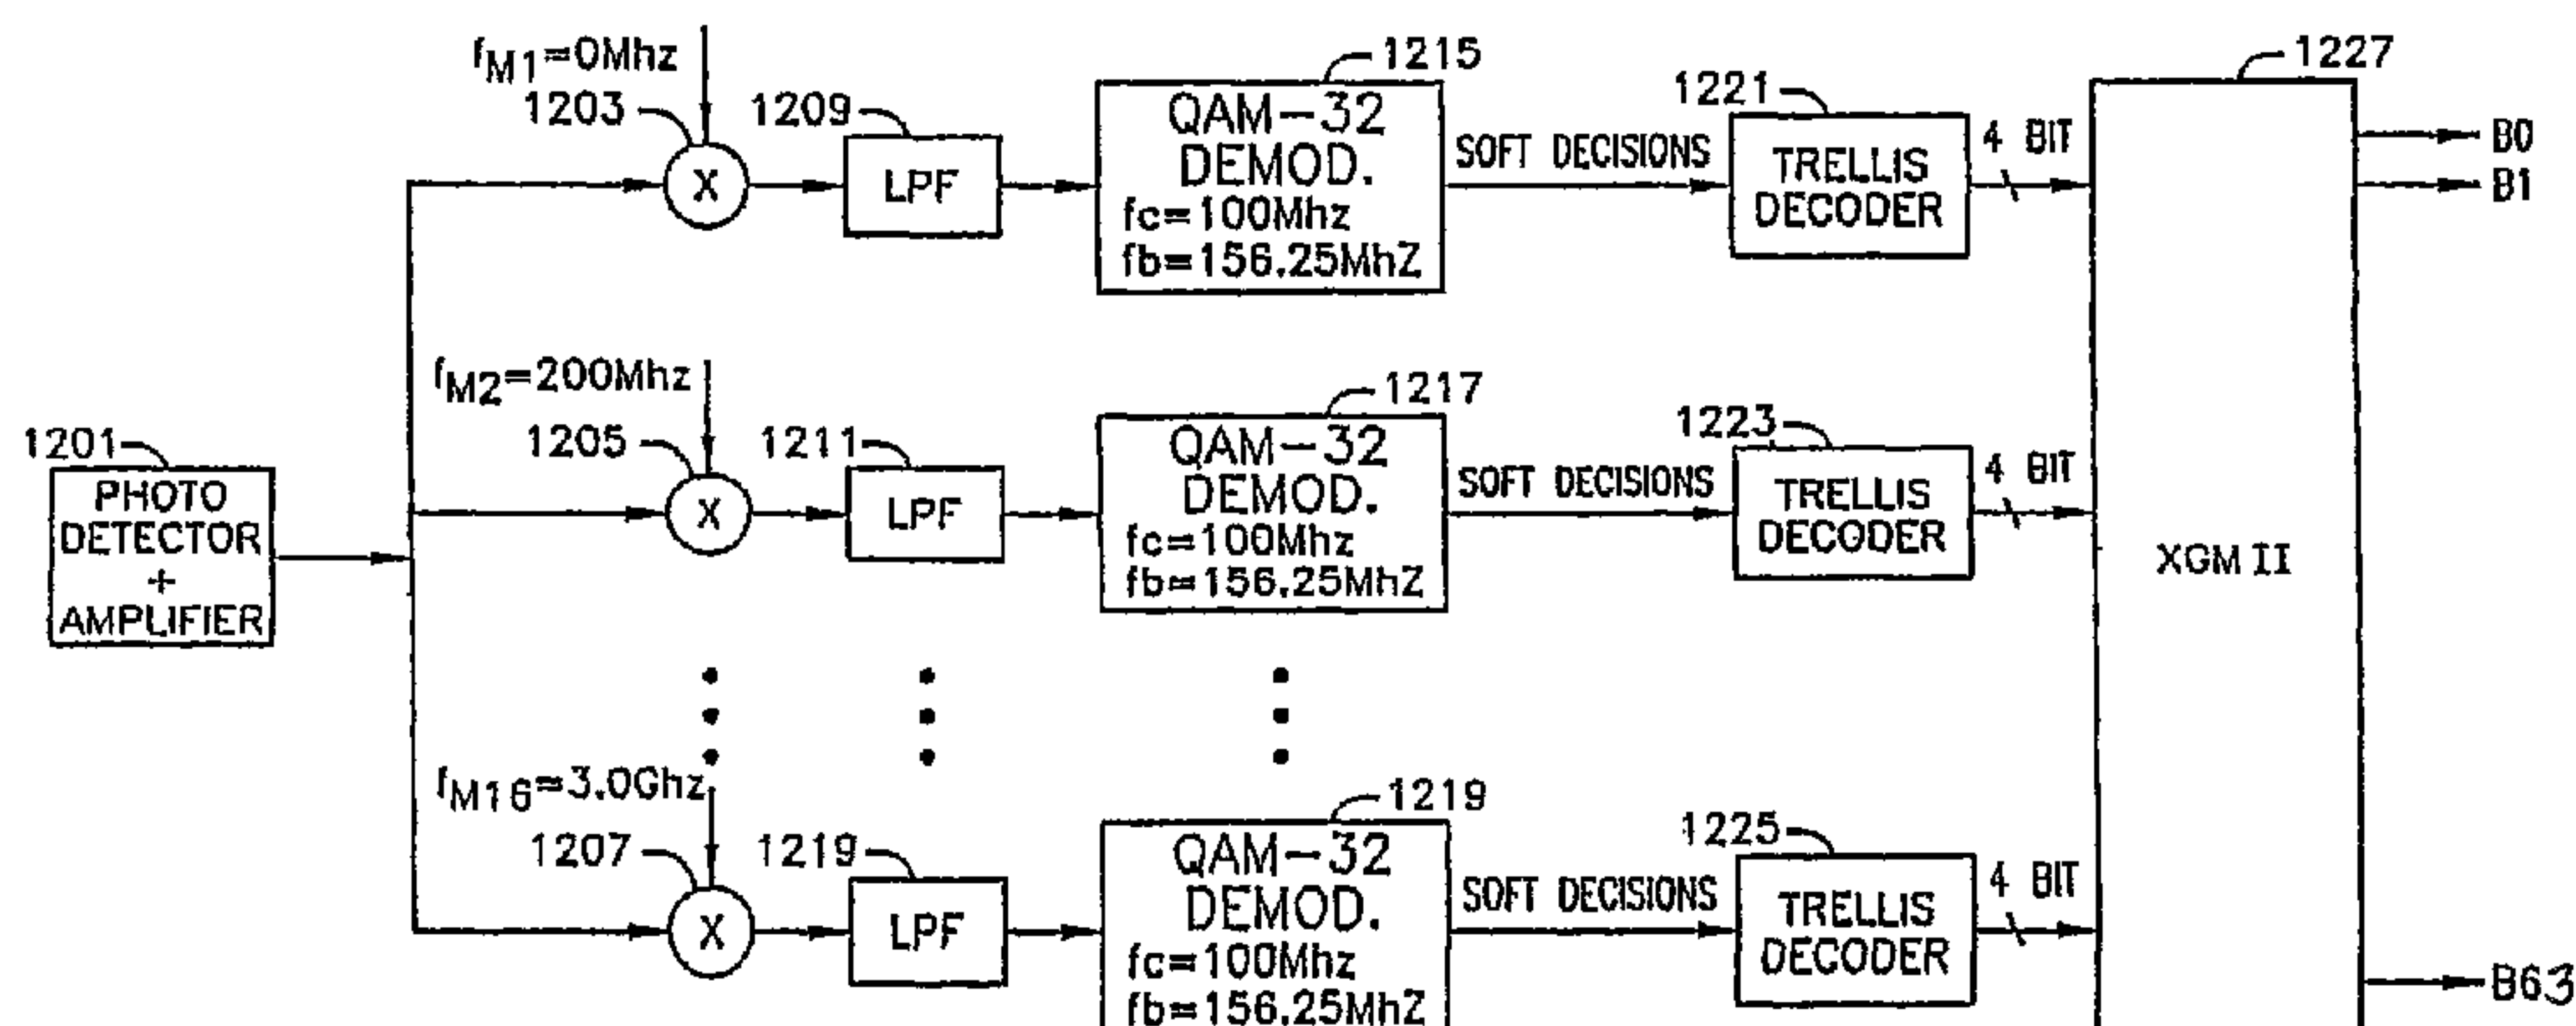 fM1=0Mhz
1203
X
1209
LPF
1215
QAM-32
DEMOD.
fc=100Mhz
fb=156.25MhZ
SOFT DECISIONS
1221
TRELLIS
DECODER
4 BIT
1227
XGM II
B0
B1
B63
1201
PHOTO
DETECTOR
+
AMPLIFIER
fM2=200Mhz
1205
X
1211
LPF
1217
QAM-32
DEMOD.
fc=100Mhz
fb=156.25MhZ
SOFT DECISIONS
1223
TRELLIS
DECODER
4 BIT
fM16=3.0Ghz
1207
X
1219
LPF
1219
QAM-32
DEMOD.
fc=100Mhz
fb=156.25MhZ
SOFT DECISIONS
1225
TRELLIS
DECODER
4 BIT